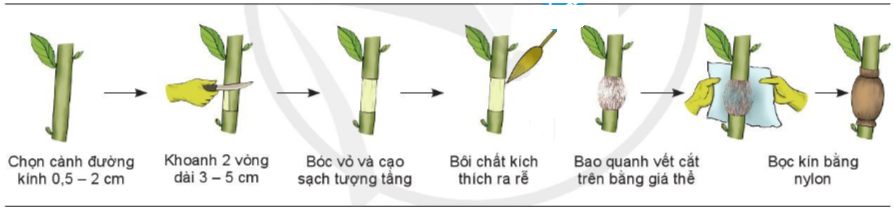 Chọn cành đường
kính 0,5 – 2 cm
Khoanh 2 vòng
dài 3 – 5 cm
Bóc vỏ và cạo
sạch tượng tầng
Bôi chất kích
thích ra rễ
Bao quanh vết cắt
trên bằng giá thể
Bọc kín bằng
nylon